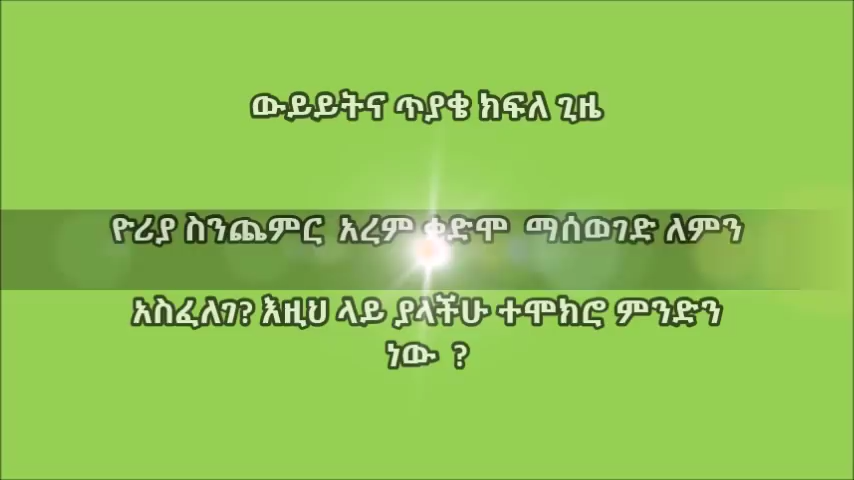 ውይይትና ጥያቄ ክፍለ ጊዜ
ዮሪያ ስንጨምር አረም ቀድሞ ማሰወገድ ለምን
አስፈለገ? እዚህ ላይ ያላችሁ ተሞክሮ ምንድን
ነው ?